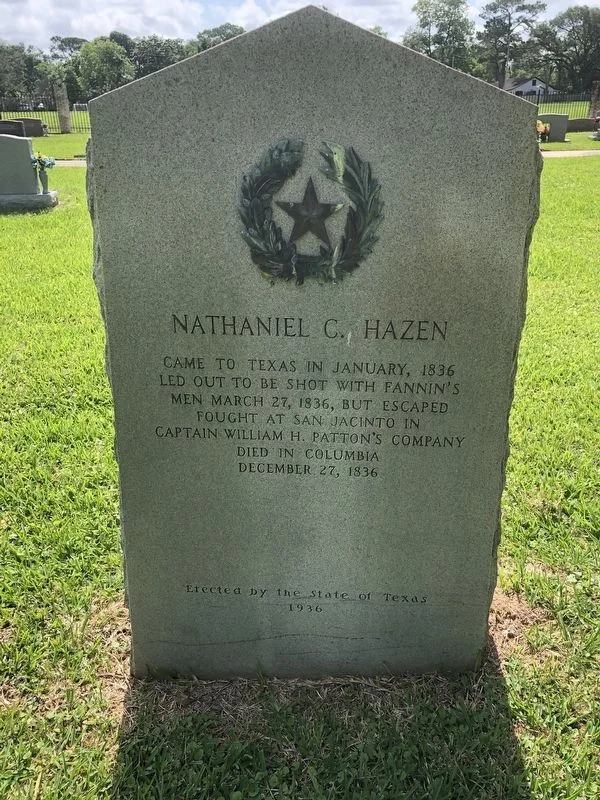 NATHANIEL C. HAZEN
CAME TO TEXAS IN JANUARY, 1836
LED OUT TO BE SHOT WITH FANNIN'S
MEN MARCH 27, 1836, BUT ESCAPED
FOUGHT AT SAN JACINTO IN
CAPTAIN WILLIAM H. PATTON'S COMPANY
DIED IN COLUMBIA
DECEMBER 27, 1836
Erected by the State of Texas
1936